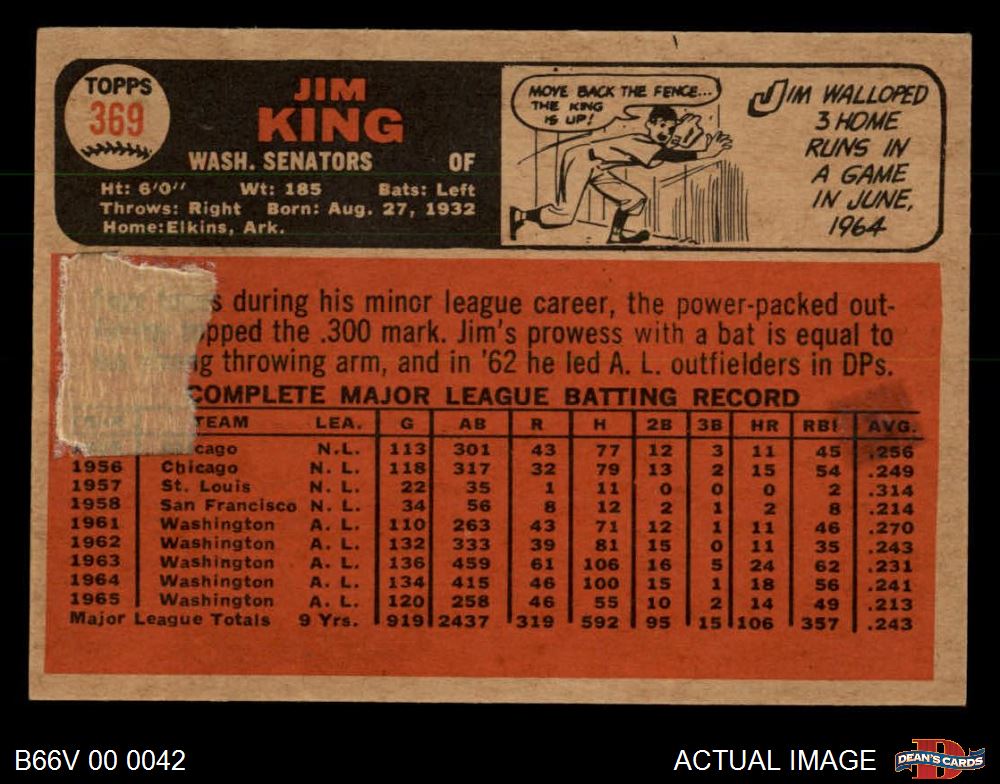 TOPPS
369
JIM
KING
WASH. SENATORS OF
Ht: 6'0" Wt: 185 Bats: Left
Throws: Right Born: Aug. 27, 1932
Home:Elkins, Ark.
MOVE BACK THE FENCE...
THE KING
IS UP!
JIM WALLOPED
3 HOME
RUNS IN
A GAME
IN JUNE,
1964
during his minor league career, the power-packed out-
the .300 mark. Jim's prowess with a bat is equal to
throwing arm, and in '62 he led A. L. outfielders in DPs.
COMPLETE MAJOR LEAGUE BATTING RECORD
TEAM LEA. G AB R H 2B 3B HR RBI AVG.
N.L. 113 301 43 77 12 3 11 45 .256
1956 Chicago N. L. 118 317 32 79 13 2 15 54 .249
1957 St. Louis N. L. 22 35 1 11 0 0 0 2 .314
1958 San Francisco N. L. 34 56 8 12 2 1 2 8 .214
1961 Washington A. L. 110 263 43 71 12 1 11 46 .270
1962 Washington A. L. 132 333 39 81 15 0 11 35 .243
1963 Washington A. L. 136 459 61 106 16 5 24 62 .231
1964 Washington A. L. 134 415 46 100 15 1 18 56 .241
1965 Washington A. L. 120 258 46 55 10 2 14 49 .213
Major League Totals 9 Yrs. 919 2437 319 592 95 15 106 357 .243
B66V 00 0042
ACTUAL IMAGE
DEAN'S CARDS